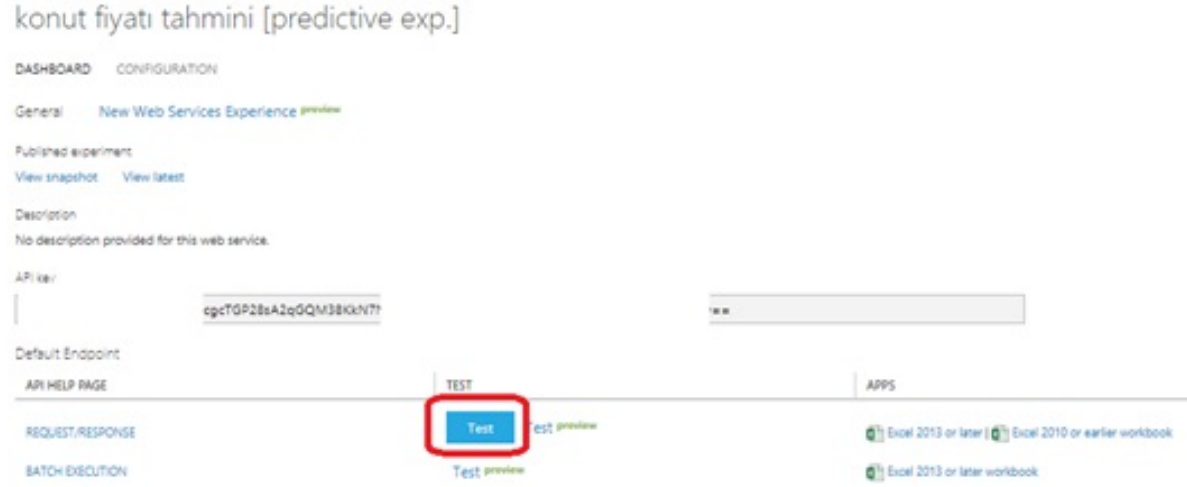 konut fiyatı tahmini [predictive exp.]
DASHBOARD CONFIGURATION
General New Web Services Experience preview
Published experiment
View snapshot View latest
Description
No description provided for this web service.
API key
cgcTGP28sA2qGQM38KkN7 ==
Default Endpoint
API HELP PAGE TEST APPS
REQUEST/RESPONSE Test Test preview Excel 2013 or later | Excel 2010 or earlier workbook
BATCH EXECUTION Test preview Excel 2013 or later workbook